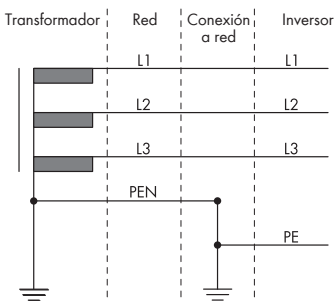 Transformador Red Conexión a red Inversor
L1 L1
L2 L2
L3 L3
PEN
PE